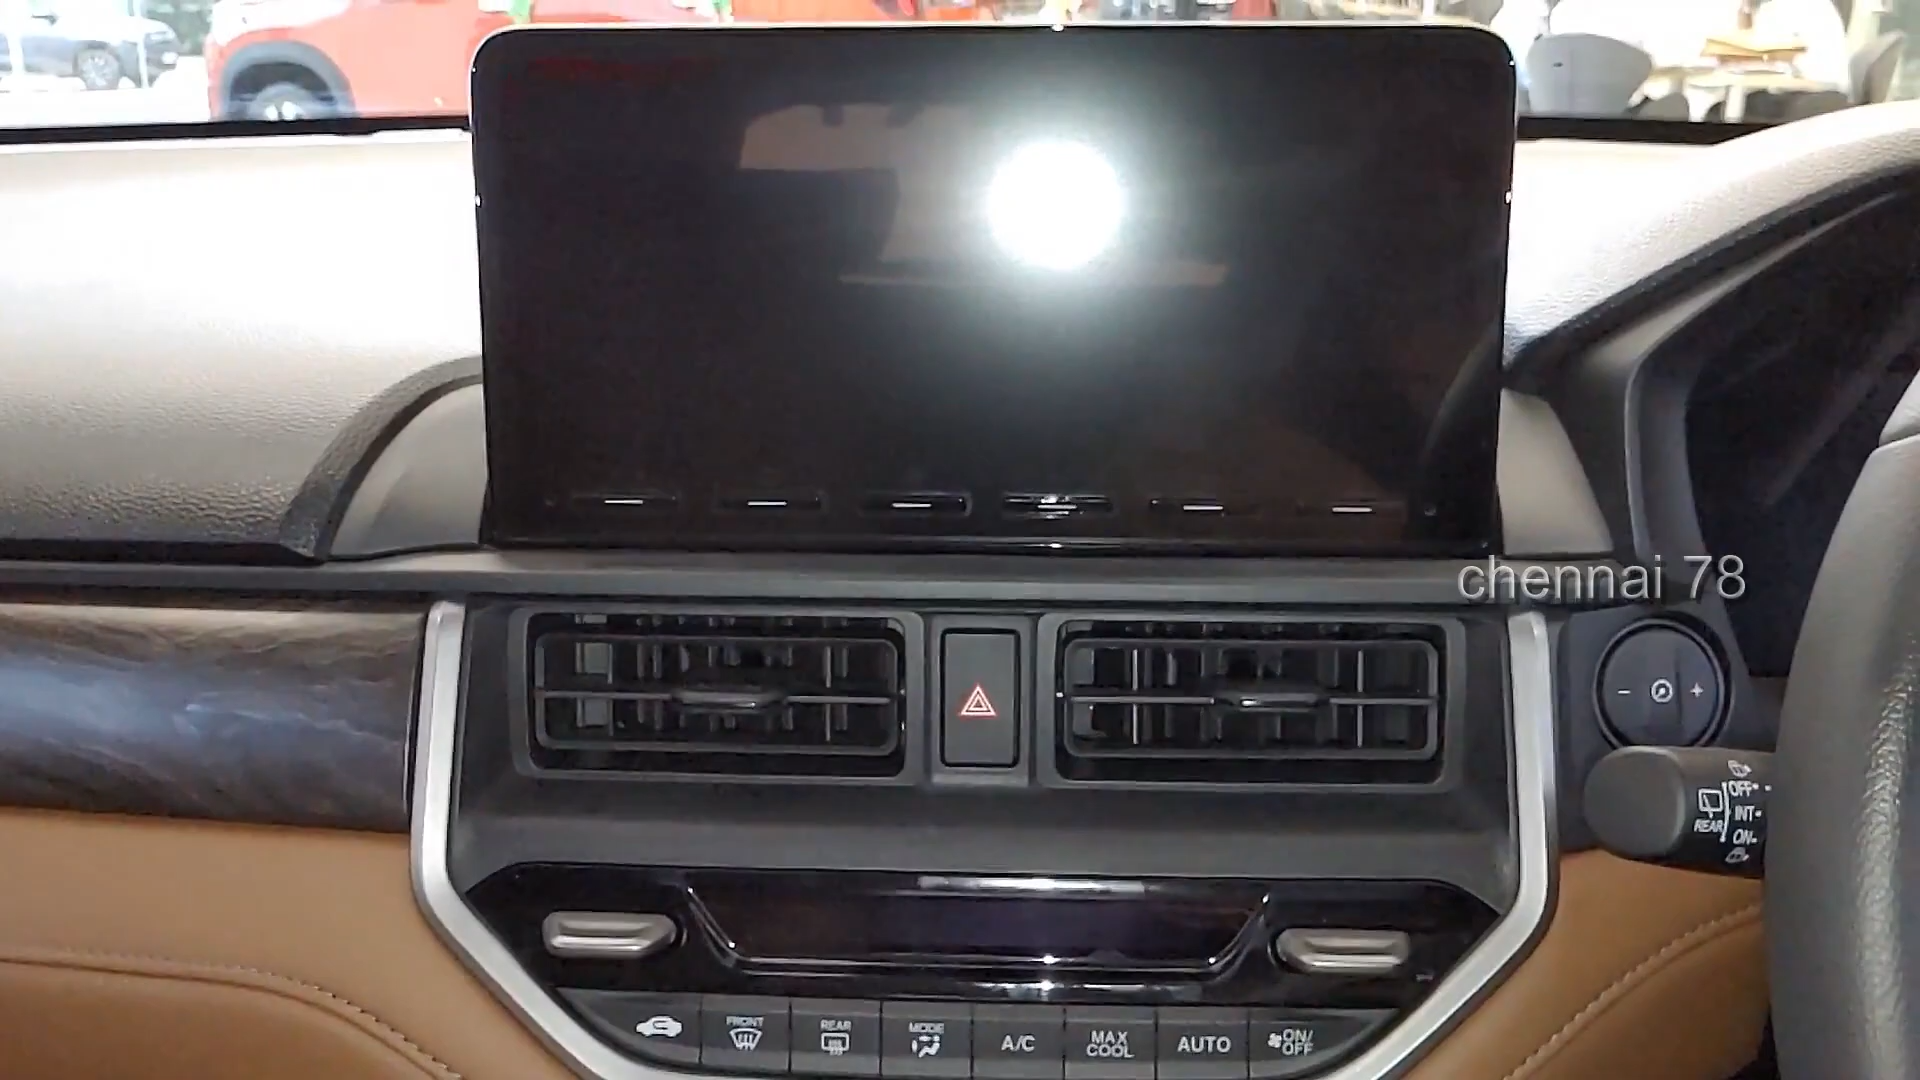 chennai 78
- +
OFF
INT
REAR
ON
FRONT
REAR
MODE
A/C
MAX
COOL
AUTO
ON/
OFF